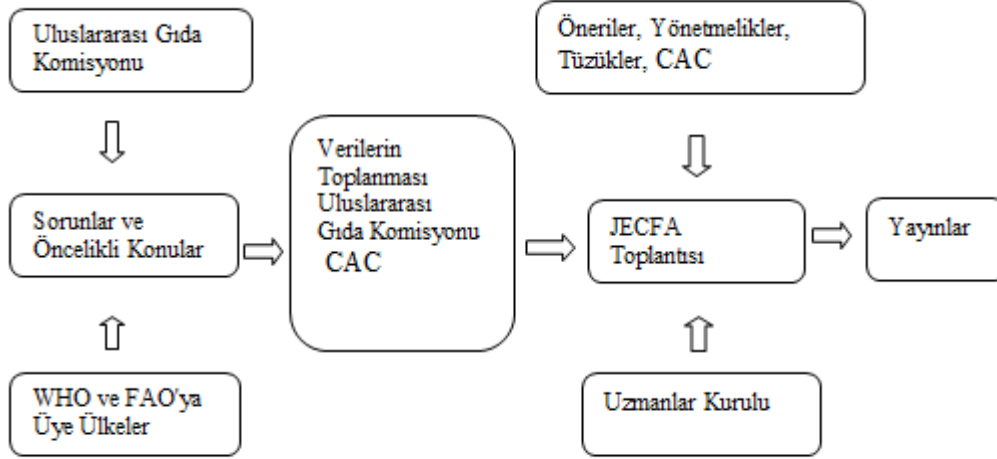 Uluslararası Gıda
Komisyonu
Öneriler, Yönetmelikler,
Tüzükler, CAC
Sorunlar ve
Öncelikli Konular
Verilerin
Toplanması
Uluslararası
Gıda Komisyonu
CAC
JECFA
Toplantısı
Yayınlar
WHO ve FAO'ya
Üye Ülkeler
Uzmanlar Kurulu